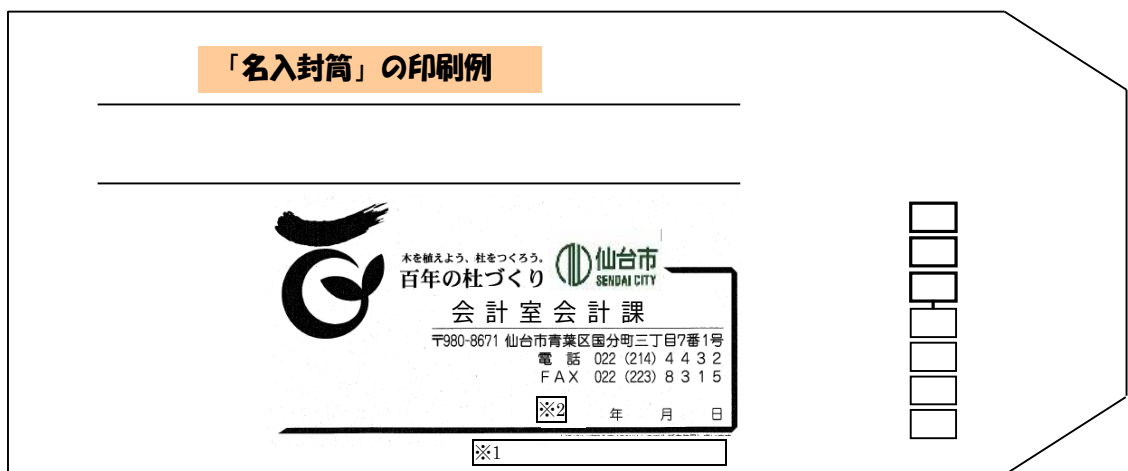 「名入封筒」の印刷例
木を植えよう、杜をつくろう。
百年の杜づくり
仙台市
SENDAI CITY
会計室会計課
〒980-8671 仙台市青葉区国分町三丁目7番1号
電話 022 (214) 4432
FAX 022 (223) 8315
※2 年 月 日
※1